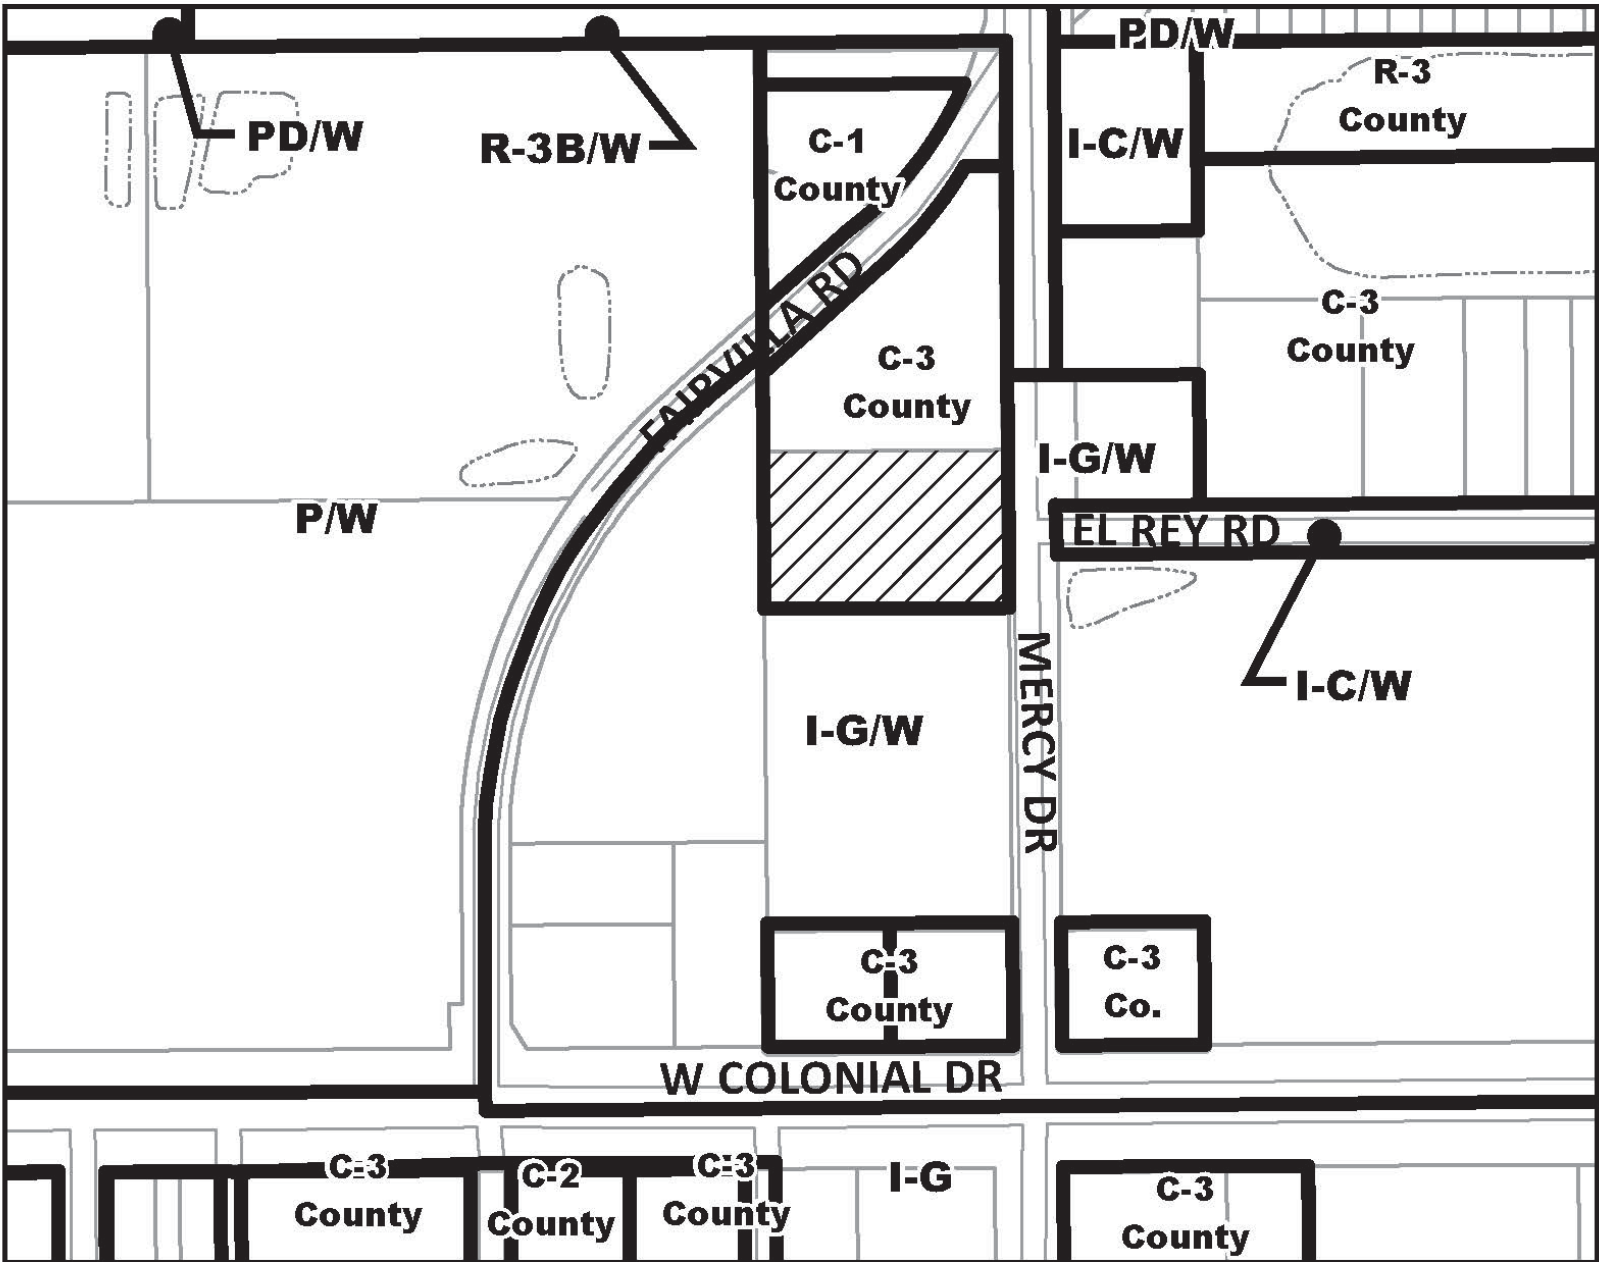 PD/W
R-3
County
PD/W
R-3B/W
C-1
County
I-C/W
FAIRVILLA RD
C-3
County
C-3
County
I-G/W
P/W
EL REY RD
I-C/W
MERCY DR
I-G/W
C-3
County
C-3
Co.
W COLONIAL DR
C-3
County
C-2
County
C-3
County
I-G
C-3
County